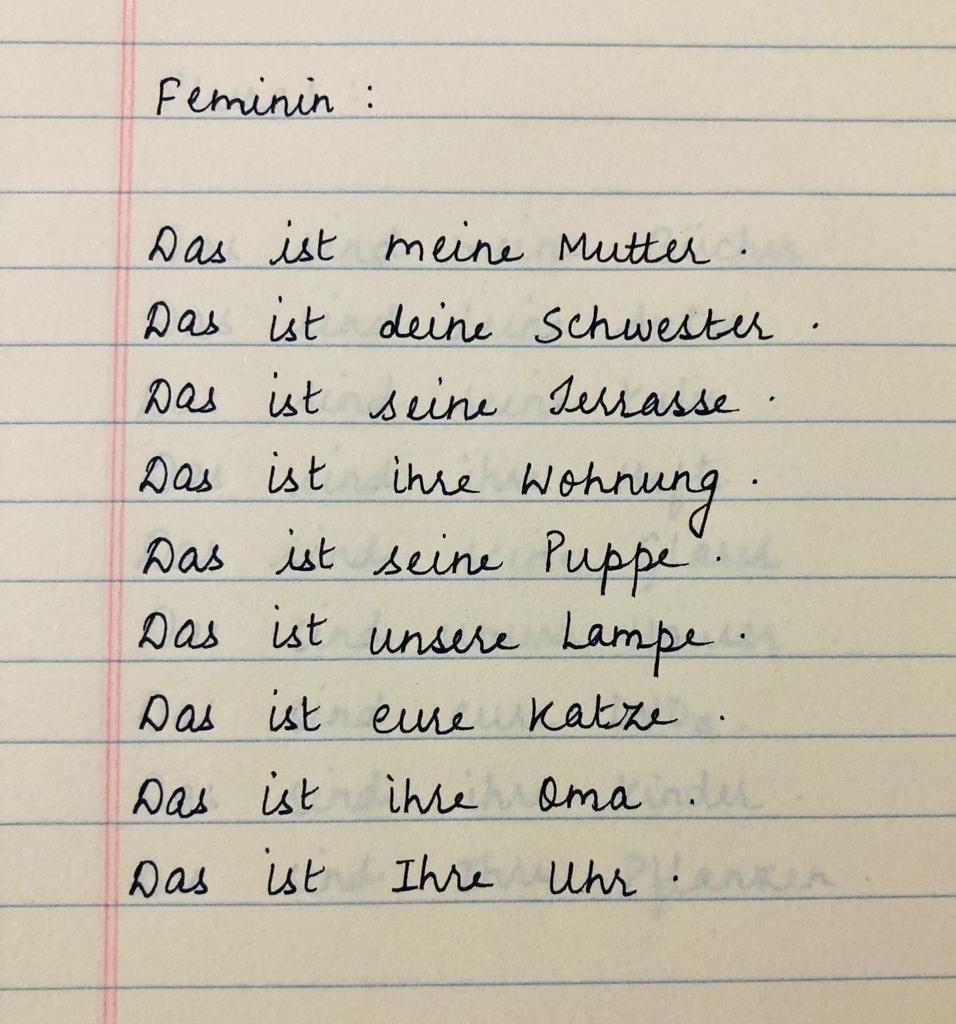 Feminin :
Das ist meine Mutter.
Das ist deine Schwester.
Das ist seine Terrasse.
Das ist ihre Wohnung.
Das ist seine Puppe.
Das ist unsere Lampe.
Das ist eure Katze.
Das ist ihre Oma.
Das ist Ihre Uhr.